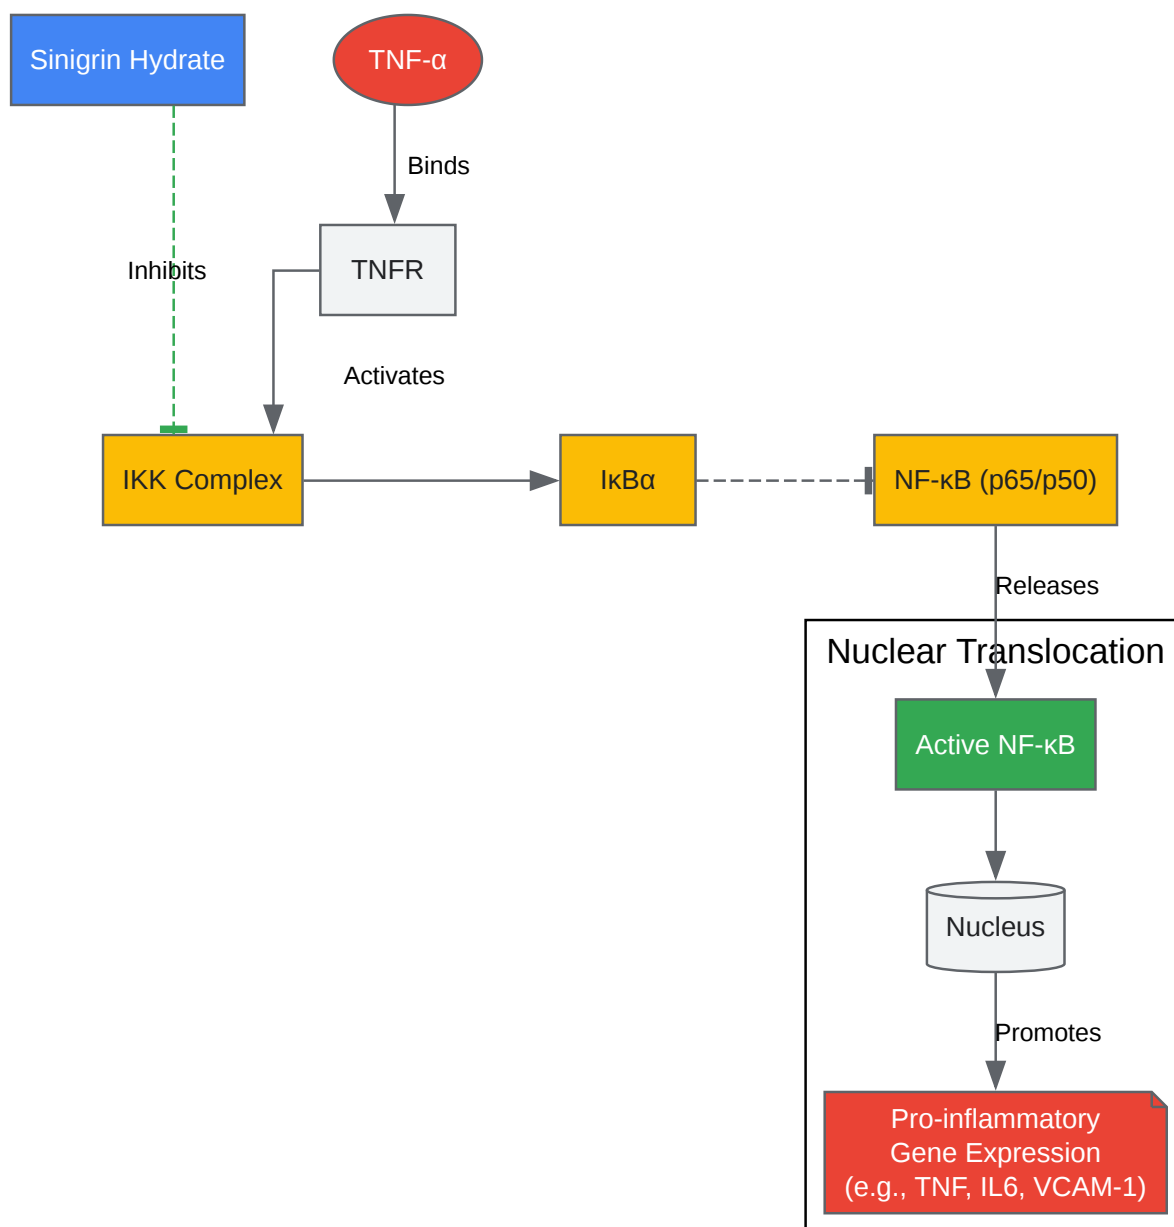 Sinigrin Hydrate
TNF-α
Binds
TNFR
Inhibits
Activates
IKK Complex
IκBα
NF-κB (p65/p50)
Releases
Nuclear Translocation
Active NF-κB
Nucleus
Promotes
Pro-inflammatory
Gene Expression
(e.g., TNF, IL6, VCAM-1)